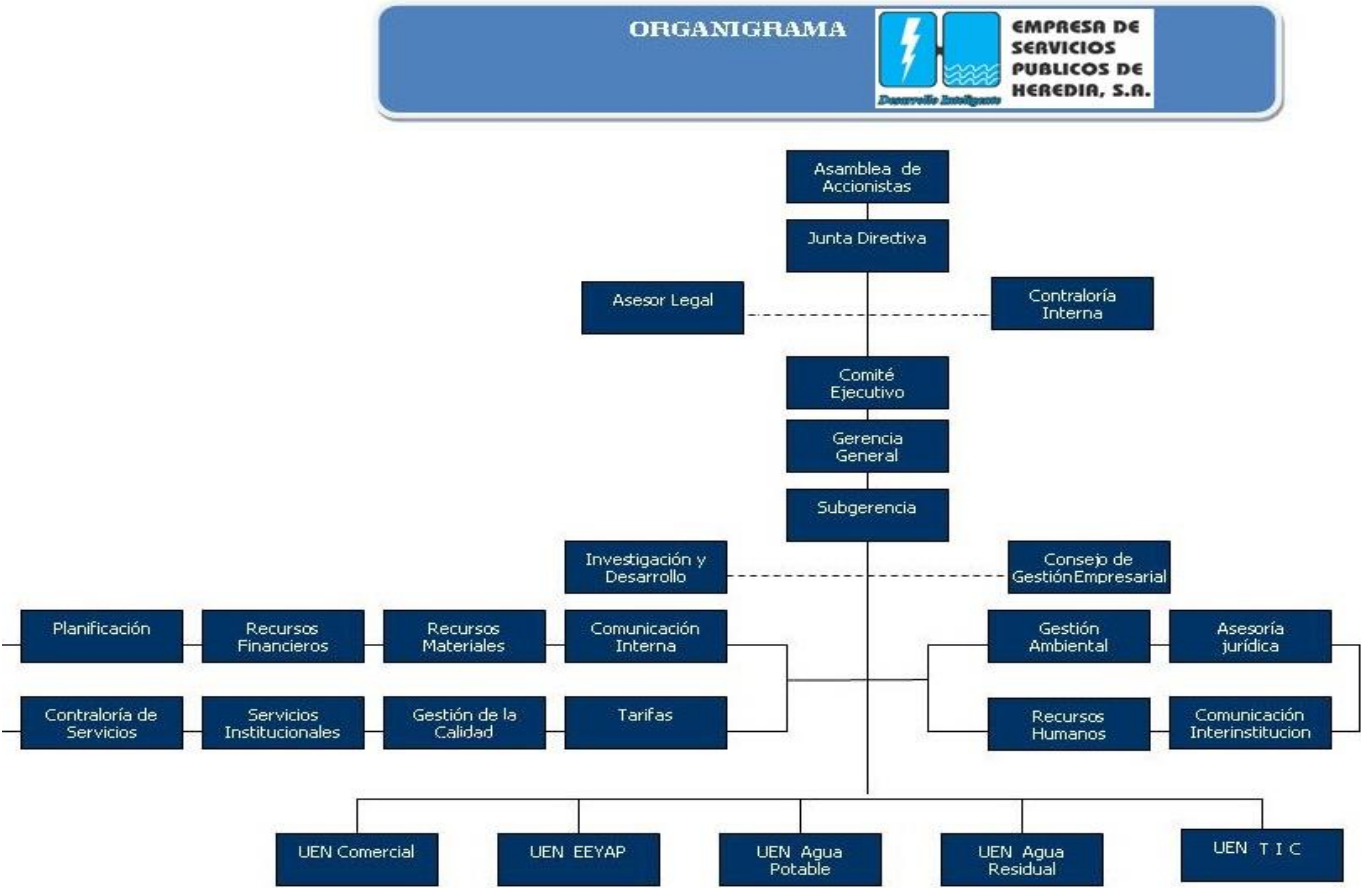 ORGANIGRAMA
Desarrollo Inteligente
EMPRESA DE
SERVICIOS
PUBLICOS DE
HEREDIA, S.A.
Asamblea de
Accionistas
Junta Directiva
Asesor Legal
Contraloría
Interna
Comité
Ejecutivo
Gerencia
General
Subgerencia
Investigación y
Desarrollo
Consejo de
Gestión Empresarial
Planificación
Recursos
Financieros
Recursos
Materiales
Comunicación
Interna
Gestión
Ambiental
Asesoría
jurídica
Contraloría de
Servicios
Servicios
Institucionales
Gestión de la
Calidad
Tarifas
Recursos
Humanos
Comunicación
Interinstitucion
UEN Comercial
UEN EEYAP
UEN Agua
Potable
UEN Agua
Residual
UEN T I C